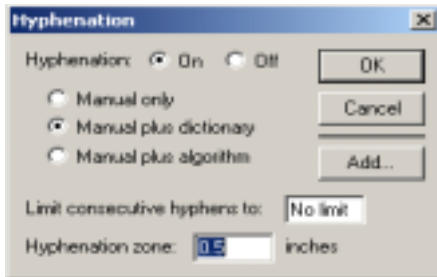 Hyphenation
Hyphenation: On Off
OK
Manual only
Cancel
Manual plus dictionary
Manual plus algorithm
Add...
Limit consecutive hyphens to: No limit
Hyphenation zone: 0.5 inches